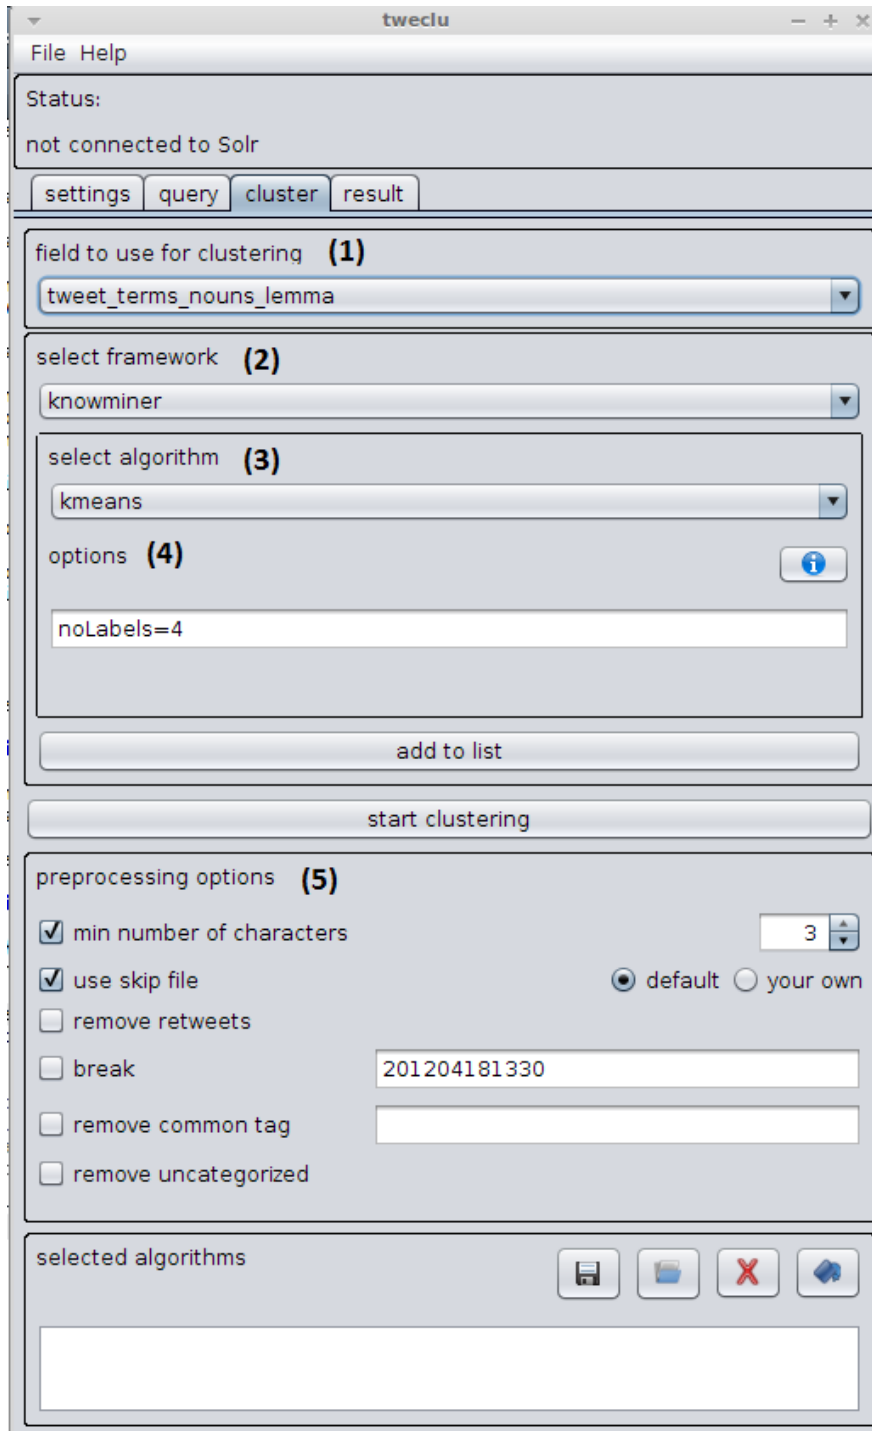 tweclu
File Help
Status:
not connected to Solr
settings query cluster result
field to use for clustering (1)
tweet_terms_nouns_lemma
select framework (2)
knowminer
select algorithm (3)
kmeans
options (4)
noLabels=4
add to list
start clustering
preprocessing options (5)
min number of characters 3
use skip file default your own
remove retweets
break 201204181330
remove common tag
remove uncategorized
selected algorithms